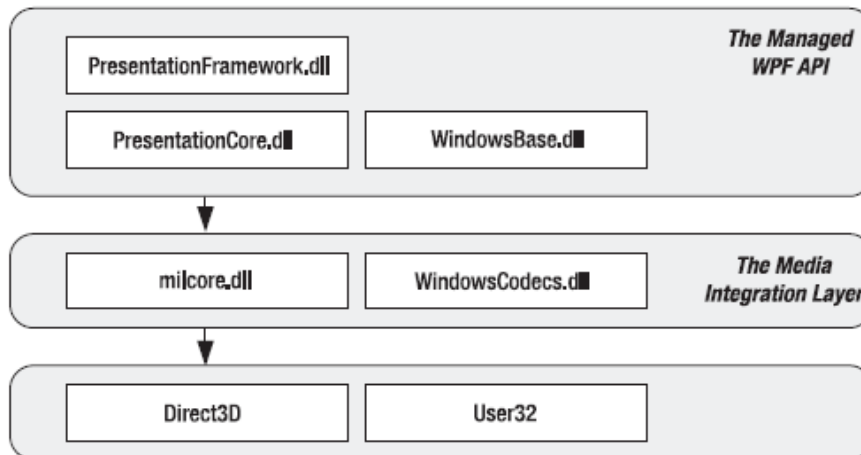 The Managed
WPF API
PresentationFramework.dll
PresentationCore.dll
WindowsBase.dll
milcore.dll
WindowsCodecs.dll
The Media
Integration Layer
Direct3D
User32